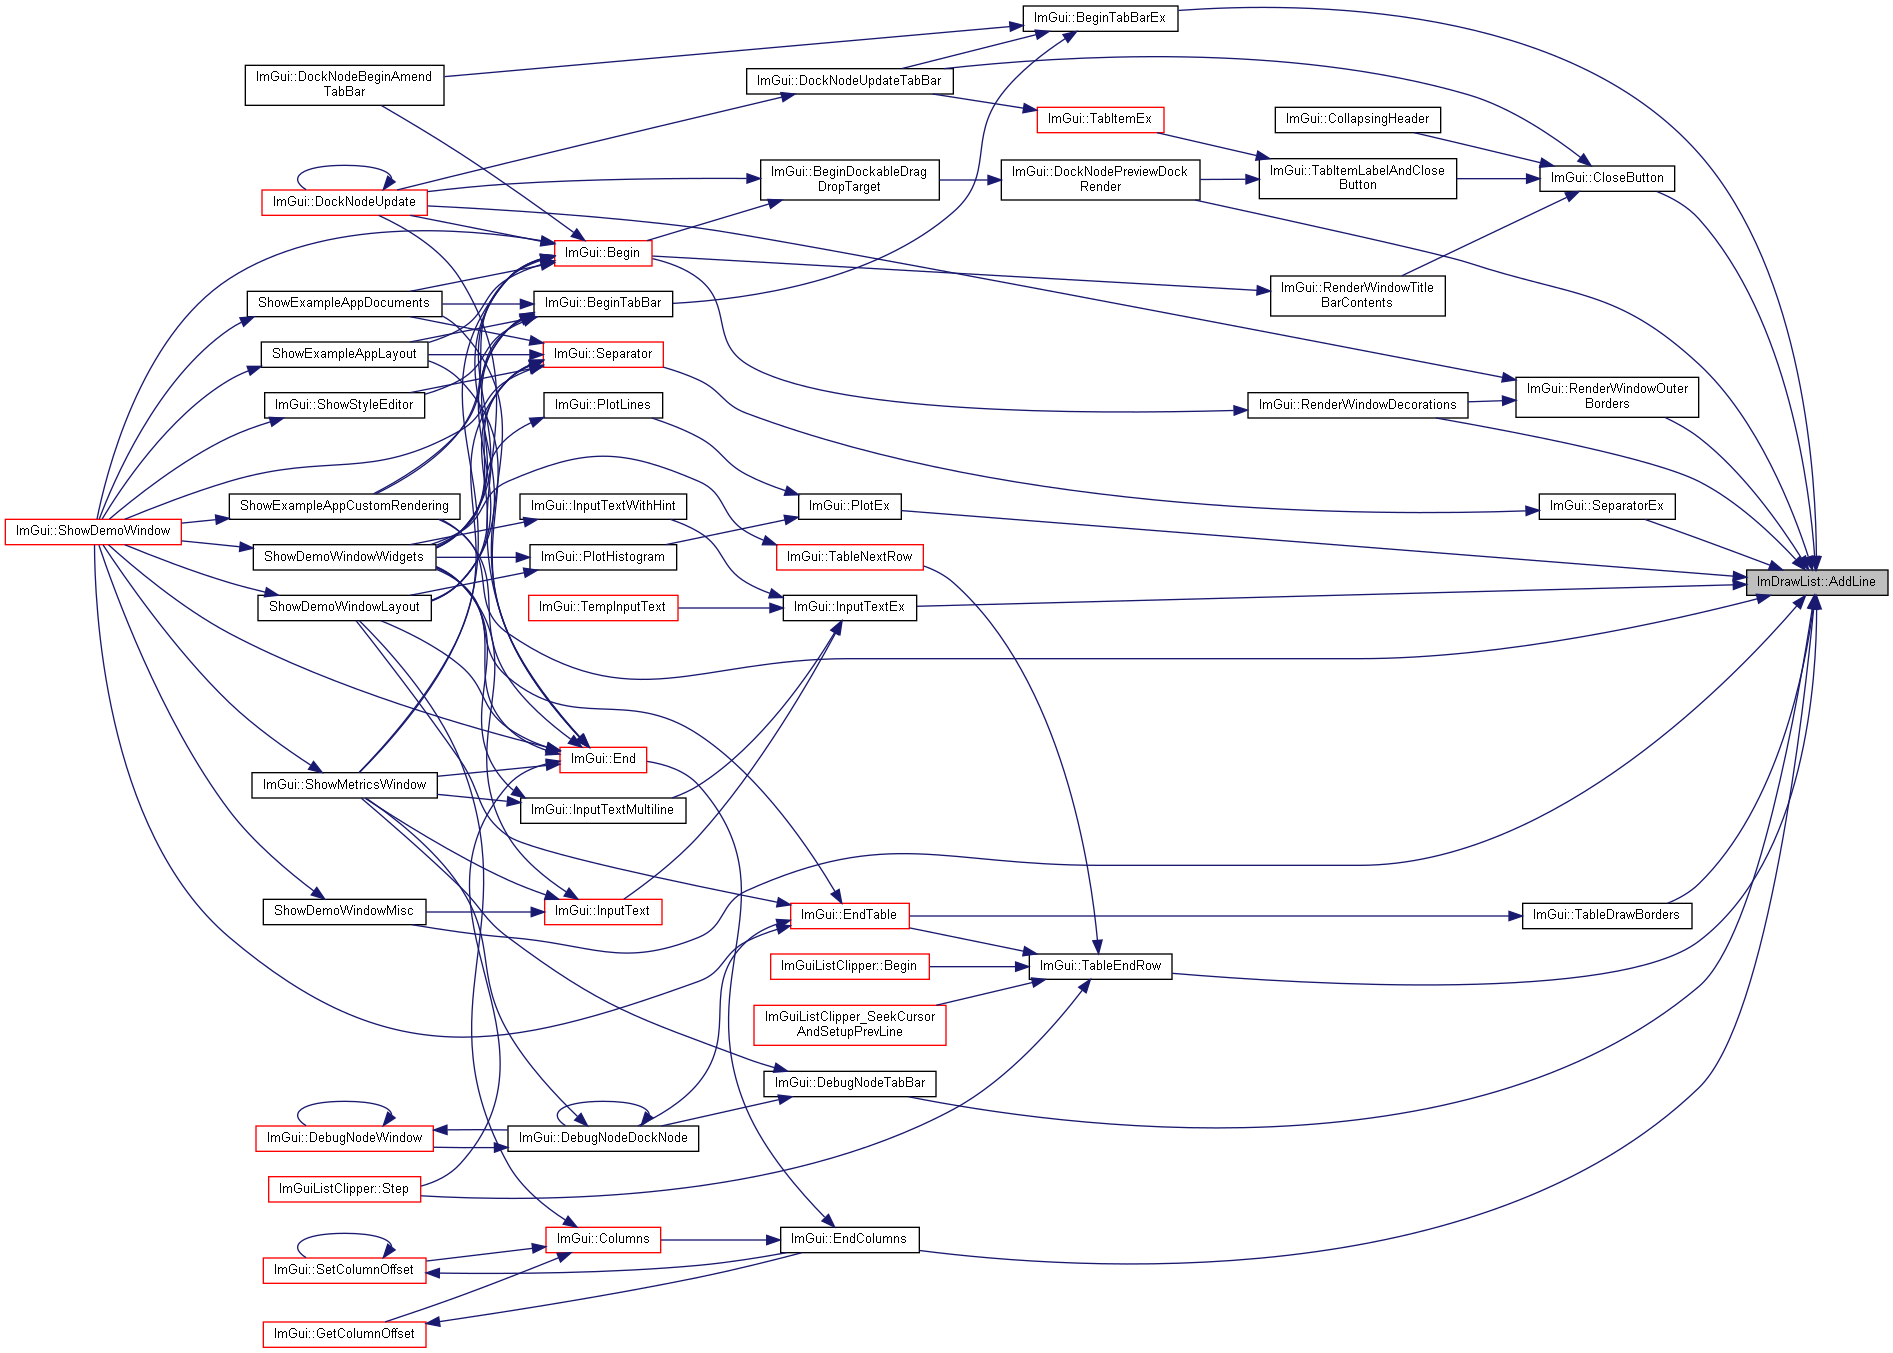 ImGui::BeginTabBarEx
ImGui::DockNodeBeginAmend
TabBar
ImGui::DockNodeUpdateTabBar
ImGui::TabItemEx
ImGui::CollapsingHeader
ImGui::BeginDockableDrag
DropTarget
ImGui::DockNodePreviewDock
Render
ImGui::TabItemLabelAndClose
Button
ImGui::CloseButton
ImGui::DockNodeUpdate
ImGui::Begin
ImGui::RenderWindowTitle
BarContents
ShowExampleAppDocuments
ImGui::BeginTabBar
ShowExampleAppLayout
ImGui::Separator
ImGui::ShowStyleEditor
ImGui::PlotLines
ImGui::RenderWindowDecorations
ImGui::RenderWindowOuter
Borders
ShowExampleAppCustomRendering
ImGui::InputTextWithHint
ImGui::PlotEx
ImGui::SeparatorEx
ImGui::ShowDemoWindow
ShowDemoWindowWidgets
ImGui::PlotHistogram
ImGui::TableNextRow
ImDrawList::AddLine
ShowDemoWindowLayout
ImGui::TempInputText
ImGui::InputTextEx
ImGui::End
ImGui::ShowMetricsWindow
ImGui::InputTextMultiline
ShowDemoWindowMisc
ImGui::InputText
ImGui::EndTable
ImGui::TableDrawBorders
ImGuiListClipper::Begin
ImGui::TableEndRow
ImGuiListClipper_SeekCursor
AndSetupPrevLine
ImGui::DebugNodeTabBar
ImGui::DebugNodeWindow
ImGui::DebugNodeDockNode
ImGuiListClipper::Step
ImGui::Columns
ImGui::EndColumns
ImGui::SetColumnOffset
ImGui::GetColumnOffset